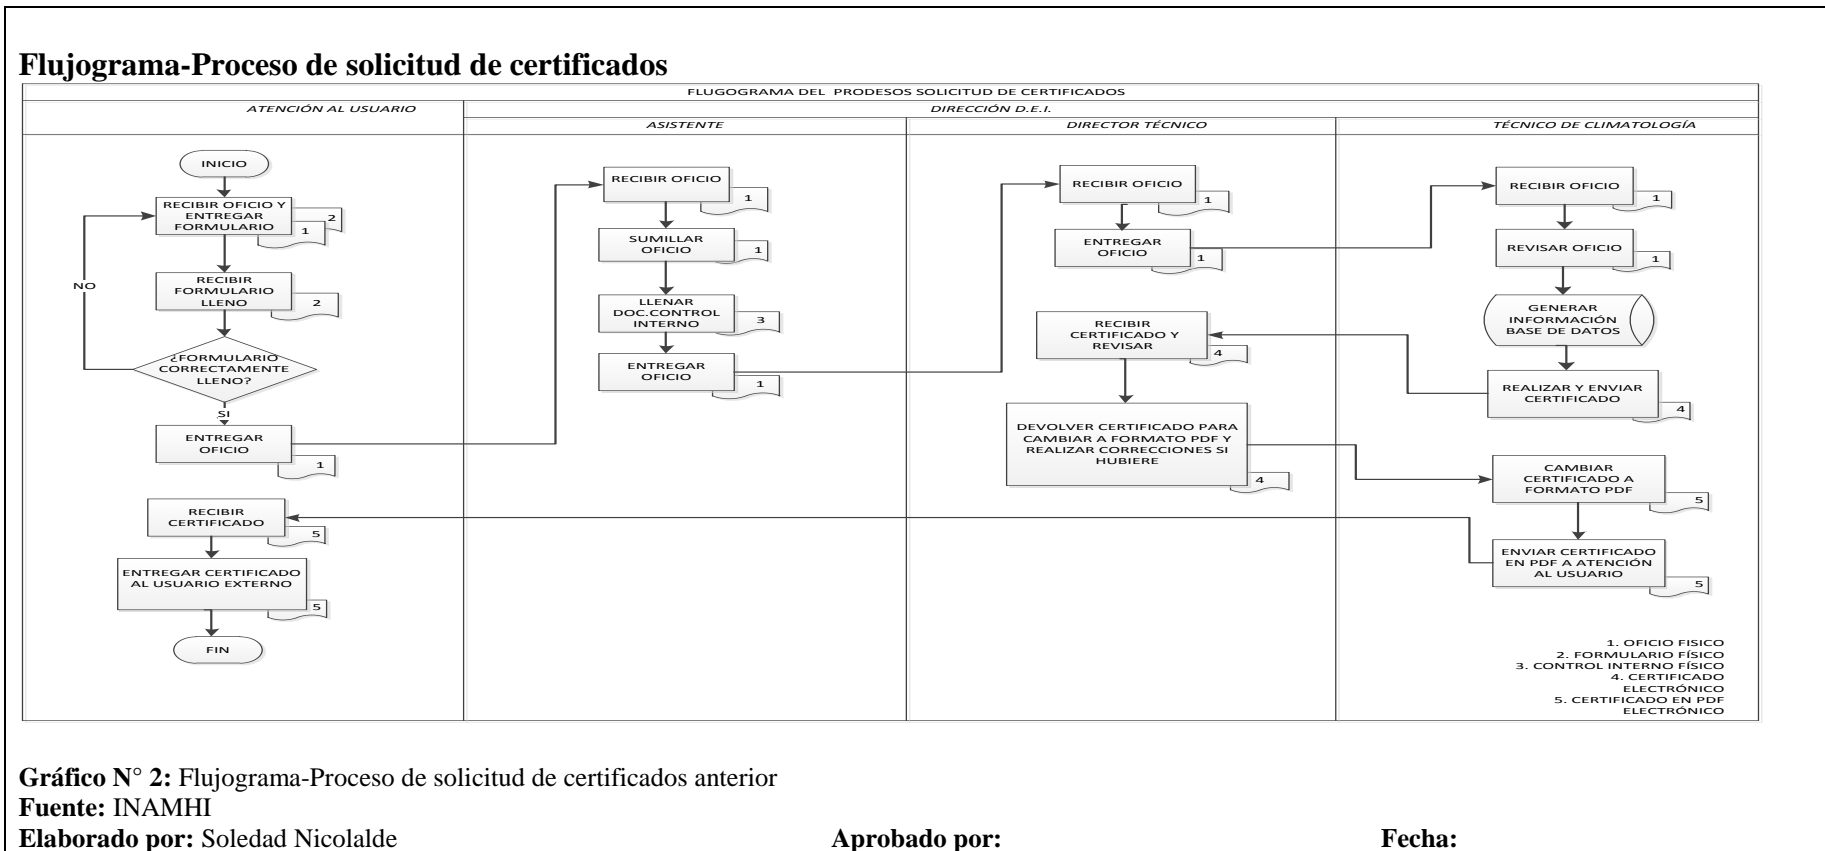 Flujograma-Proceso de solicitud de certificados
FLUGOGRAMA DEL PRODESOS SOLICITUD DE CERTIFICADOS
ATENCIÓN AL USUARIO
DIRECCIÓN D.E.I.
ASISTENTE
DIRECTOR TÉCNICO
TÉCNICO DE CLIMATOLOGÍA
INICIO
RECIBIR OFICIO Y
ENTREGAR
FORMULARIO
2
1
RECIBIR
FORMULARIO
LLENO
2
NO
¿FORMULARIO
CORRECTAMENTE
LLENO?
SI
ENTREGAR
OFICIO
1
RECIBIR
CERTIFICADO
5
ENTREGAR CERTIFICADO
AL USUARIO EXTERNO
5
FIN
RECIBIR OFICIO
1
SUMILLAR
OFICIO
1
LLENAR
DOC.CONTROL
INTERNO
3
ENTREGAR
OFICIO
1
RECIBIR OFICIO
1
ENTREGAR
OFICIO
1
RECIBIR
CERTIFICADO Y
REVISAR
4
DEVOLVER CERTIFICADO PARA
CAMBIAR A FORMATO PDF Y
REALIZAR CORRECCIONES SI
HUBIERE
4
RECIBIR OFICIO
1
REVISAR OFICIO
1
GENERAR
INFORMACIÓN
BASE DE DATOS
REALIZAR Y ENVIAR
CERTIFICADO
4
CAMBIAR
CERTIFICADO A
FORMATO PDF
5
ENVIAR CERTIFICADO
EN PDF A ATENCIÓN
AL USUARIO
5
1. OFICIO FISICO
2. FORMULARIO FÍSICO
3. CONTROL INTERNO FÍSICO
4. CERTIFICADO
ELECTRÓNICO
5. CERTIFICADO EN PDF
ELECTRÓNICO
Gráfico N° 2: Flujograma-Proceso de solicitud de certificados anterior
Fuente: INAMHI
Elaborado por: Soledad Nicolalde Aprobado por: Fecha: